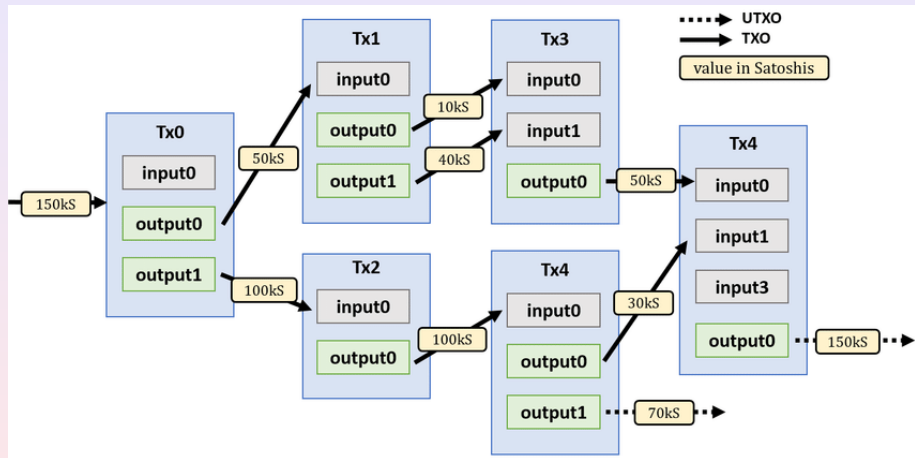 UTXO
TXO
value in Satoshis
Tx0
input0
output0
output1
150kS
50kS
100kS
Tx1
input0
output0
output1
10kS
40kS
Tx2
input0
output0
100kS
Tx3
input0
input1
output0
50kS
Tx4
input0
output0
output1
30kS
70kS
Tx4
input0
input1
input3
output0
150kS